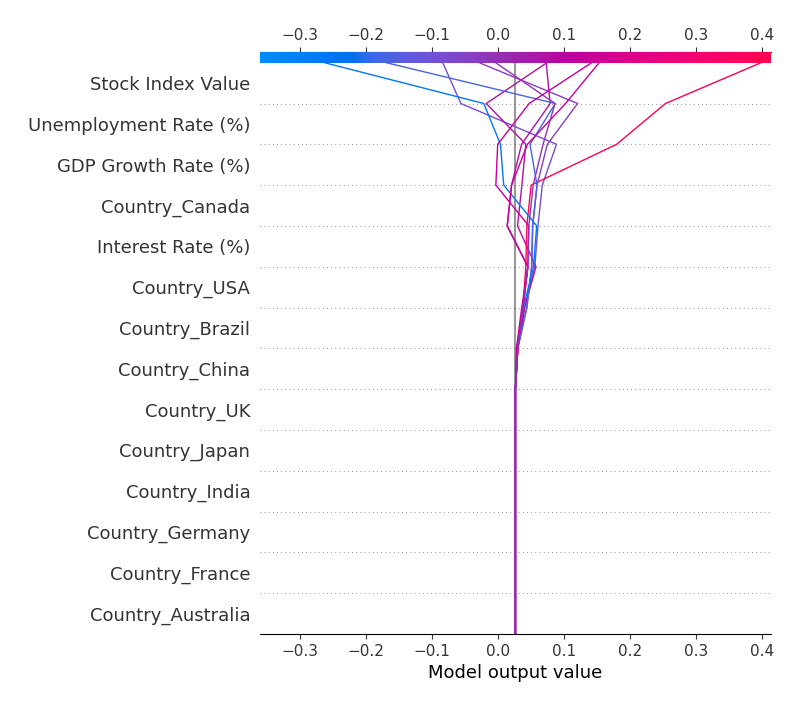 −0.3 −0.2 −0.1 0.0 0.1 0.2 0.3 0.4
Stock Index Value
Unemployment Rate (%)
GDP Growth Rate (%)
Country_Canada
Interest Rate (%)
Country_USA
Country_Brazil
Country_China
Country_UK
Country_Japan
Country_India
Country_Germany
Country_France
Country_Australia
−0.3 −0.2 −0.1 0.0 0.1 0.2 0.3 0.4
Model output value